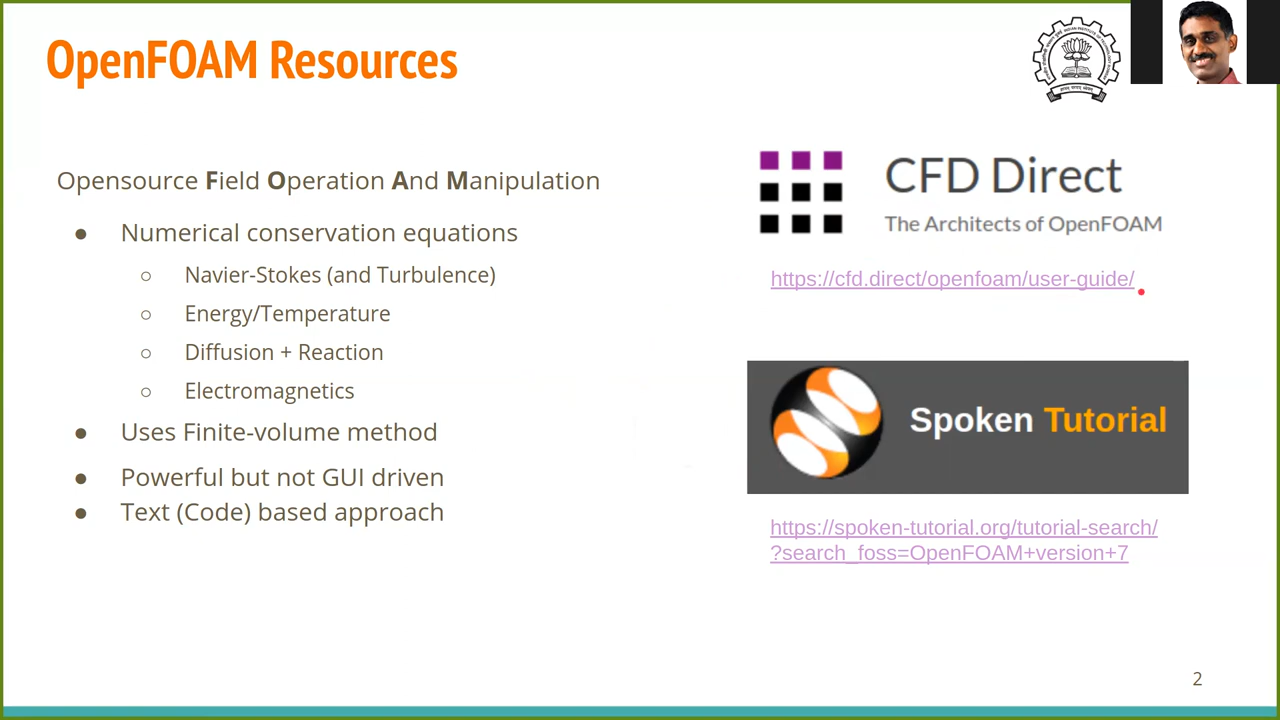 OpenFOAM Resources
Opensource Field Operation And Manipulation
● Numerical conservation equations
○ Navier-Stokes (and Turbulence)
○ Energy/Temperature
○ Diffusion + Reaction
○ Electromagnetics
● Uses Finite-volume method
● Powerful but not GUI driven
● Text (Code) based approach
CFD Direct
The Architects of OpenFOAM
https://cfd.direct/openfoam/user-guide/
Spoken Tutorial
https://spoken-tutorial.org/tutorial-search/
?search_foss=OpenFOAM+version+7
2